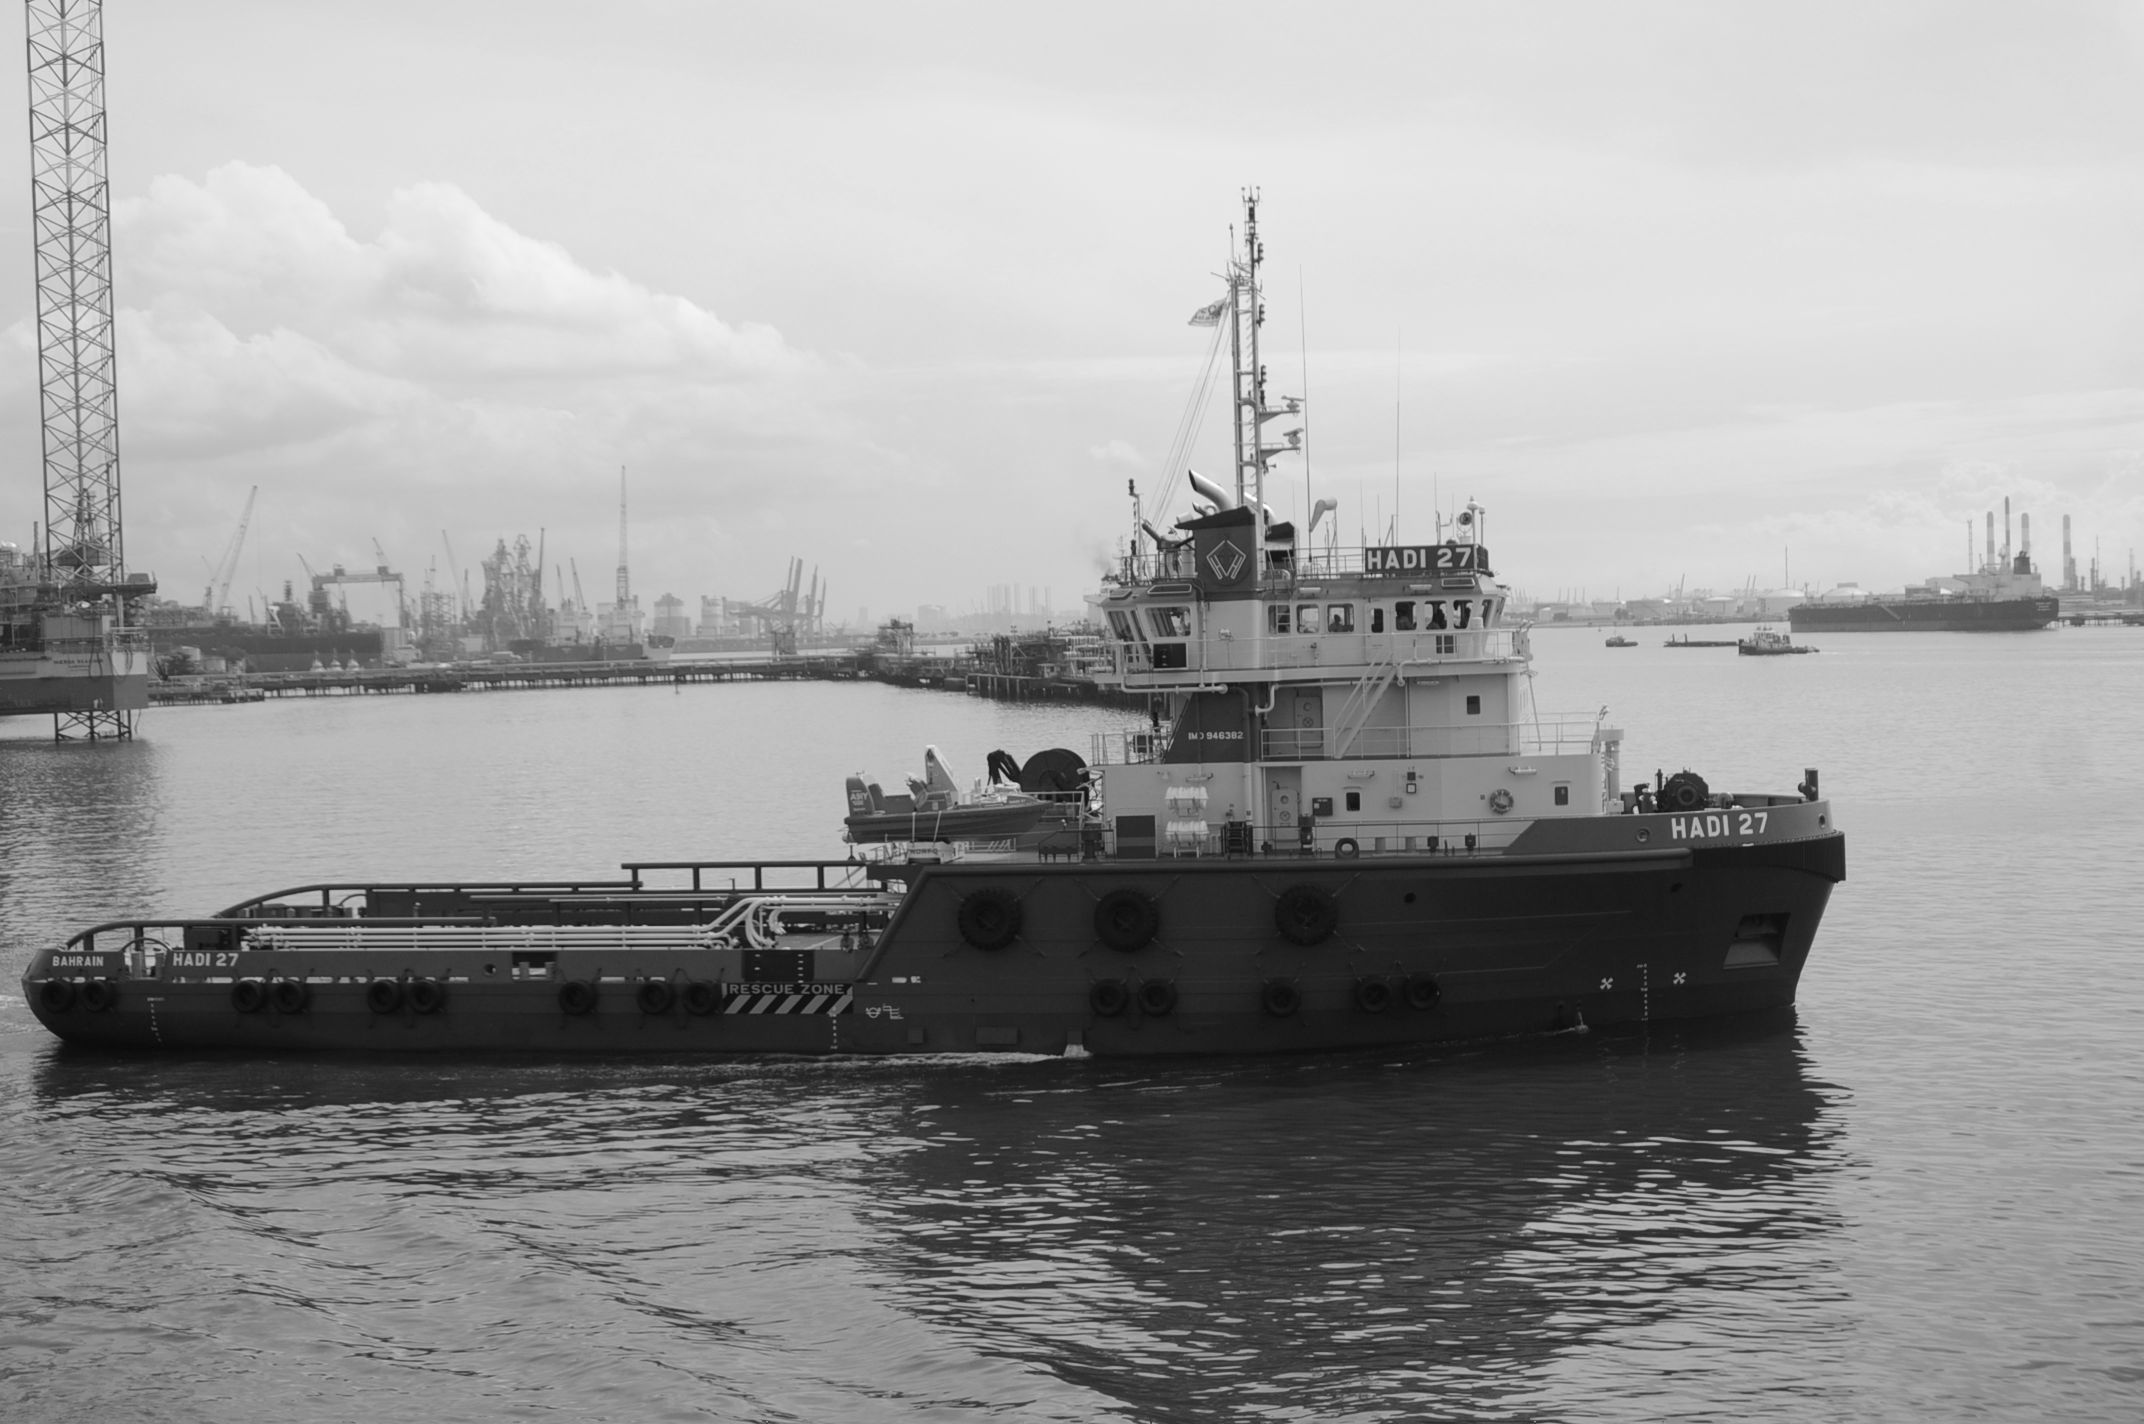 HADI 27
IMO 946382
HADI 27
BAHRAIN
HADI 27
RESCUE ZONE